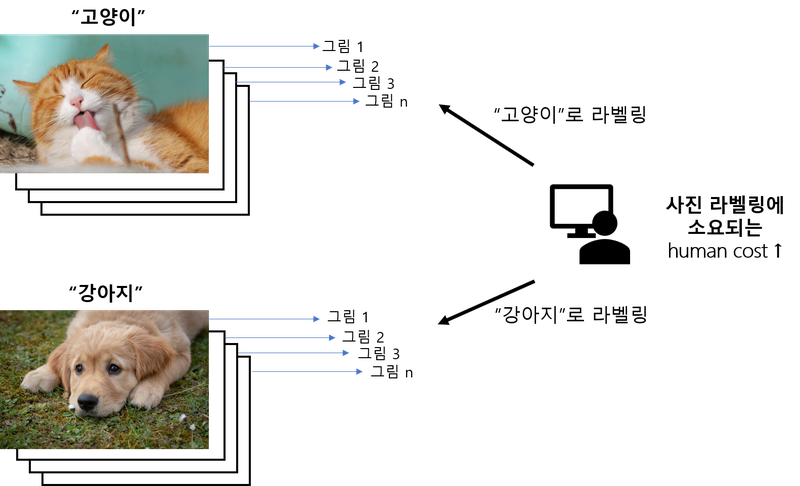 “고양이”
그림 1
그림 2
그림 3
그림 n
“고양이”로 라벨링
사진 라벨링에
소요되는
human cost↑
“강아지”
그림 1
그림 2
그림 3
그림 n
“강아지”로 라벨링